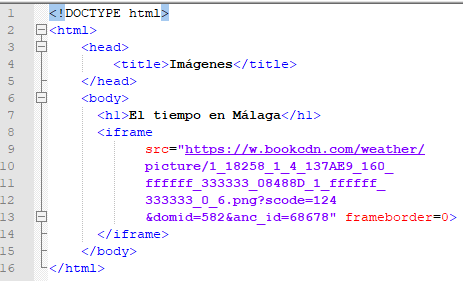 1 <!DOCTYPE html>
2 <html>
3 <head>
4 <title>Imágenes</title>
5 </head>
6 <body>
7 <h1>El tiempo en Málaga</h1>
8 <iframe
9 src="https://w.bookcdn.com/weather/
10 picture/1_18258_1_4_137AE9_160_
11 ffffff_333333_08488D_1_ffffff_
12 333333_0_6.png?scode=124
13 &domid=582&anc_id=68678" frameborder=0>
14 </iframe>
15 </body>
16 </html>